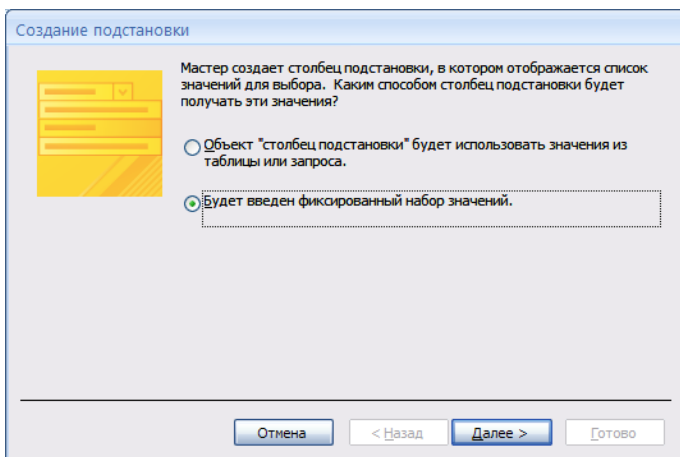 Создание подстановки
Мастер создает столбец подстановки, в котором отображается список
значений для выбора. Каким способом столбец подстановки будет
получать эти значения?
Объект "столбец подстановки" будет использовать значения из
таблицы или запроса.
Будет введен фиксированный набор значений.
Отмена
< Назад
Далее >
Готово